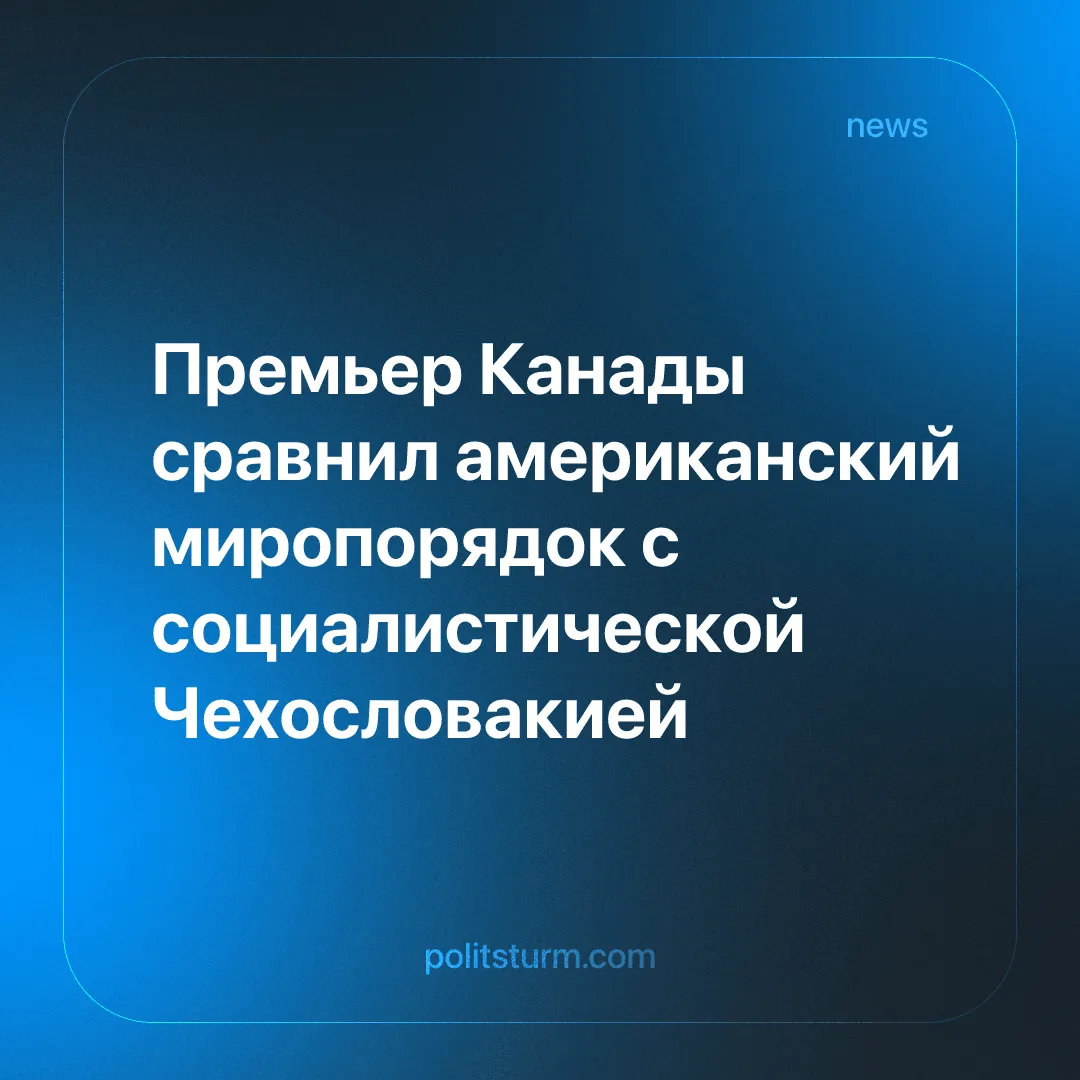 news
Премьер Канады
сравнил американский
миропорядок с
социалистической
Чехословакией
politsturm.com